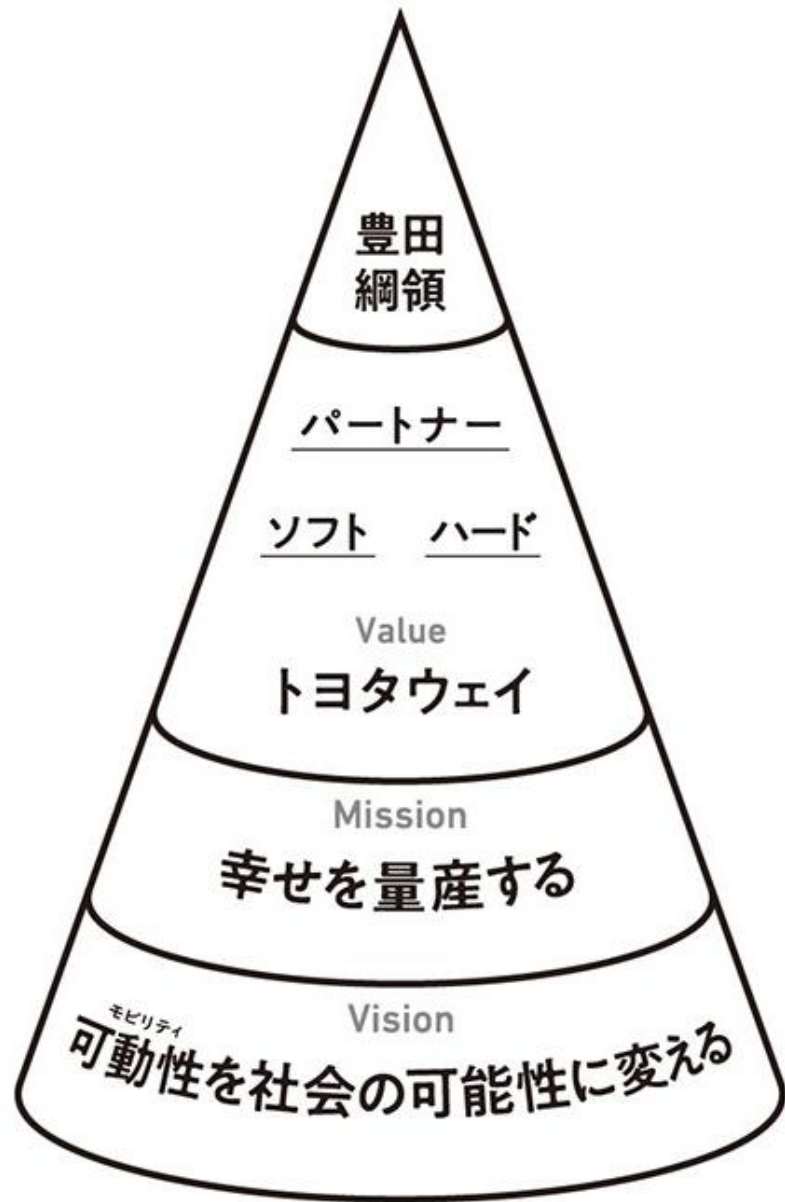 豊田
綱領
パートナー
ソフト ハード
Value
トヨタウェイ
Mission
幸せを量産する
Vision
モビリティ
可動性を社会の可能性に変える